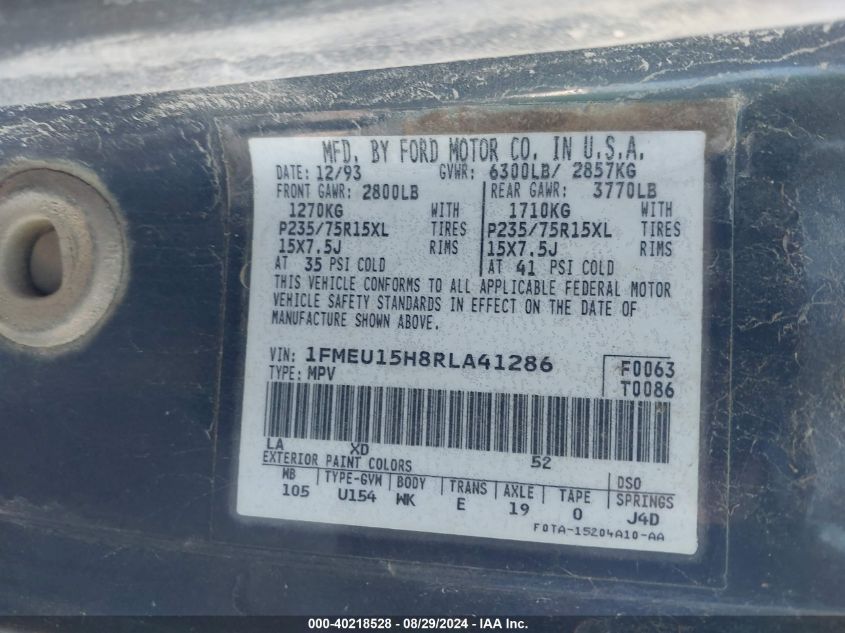 MFD. BY FORD MOTOR CO. IN U.S.A.
DATE: 12/93 GVWR: 6300LB/ 2857KG
FRONT GAWR: 2800LB REAR GAWR: 3770LB
1270KG WITH 1710KG WITH
P235/75R15XL TIRES P235/75R15XL TIRES
15X7.5J RIMS 15X7.5J RIMS
AT 35 PSI COLD AT 41 PSI COLD
THIS VEHICLE CONFORMS TO ALL APPLICABLE FEDERAL MOTOR
VEHICLE SAFETY STANDARDS IN EFFECT ON THE DATE OF
MANUFACTURE SHOWN ABOVE.
VIN: 1FMEU15H8RLA41286 F0063
TYPE: MPV T0086
LA XD 52
EXTERIOR PAINT COLORS DSO
WB TYPE-GVM BODY TRANS AXLE TAPE SPRINGS
105 U154 WK E 19 0 J4D
F0TA-15204A10-AA
000-40218528 - 08/29/2024 - IAA Inc.